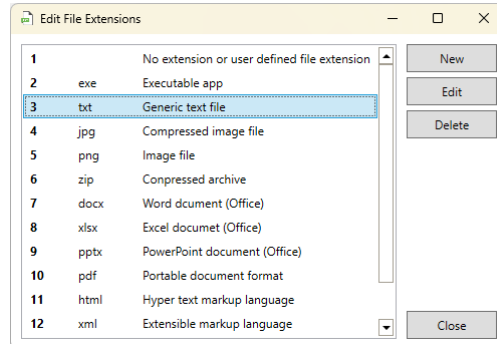 Edit File Extensions
1 No extension or user defined file extension
2 exe Executable app
3 txt Generic text file
4 jpg Compressed image file
5 png Image file
6 zip Conpressed archive
7 docx Word dcument (Office)
8 xlsx Excel documet (Office)
9 pptx PowerPoint document (Office)
10 pdf Portable document format
11 html Hyper text markup language
12 xml Extensible markup language
New
Edit
Delete
Close